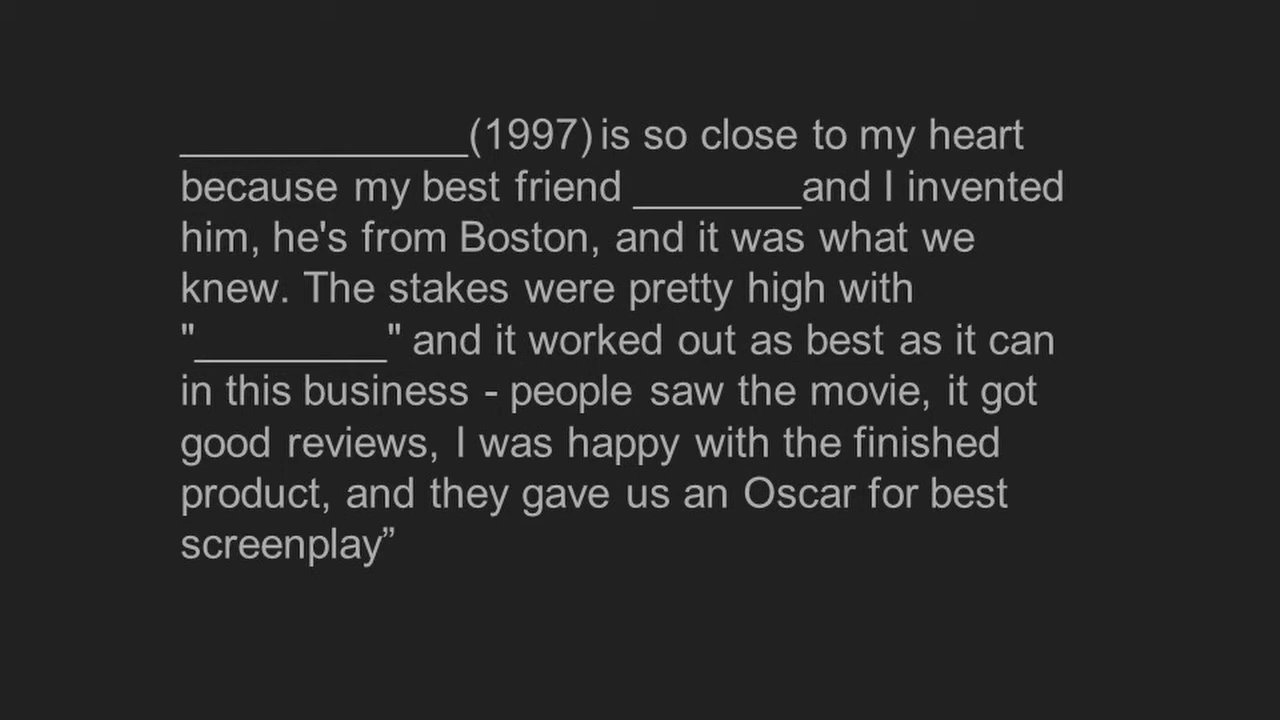 ____________(1997) is so close to my heart
because my best friend _______and I invented
him, he's from Boston, and it was what we
knew. The stakes were pretty high with
"________" and it worked out as best as it can
in this business - people saw the movie, it got
good reviews, I was happy with the finished
product, and they gave us an Oscar for best
screenplay”